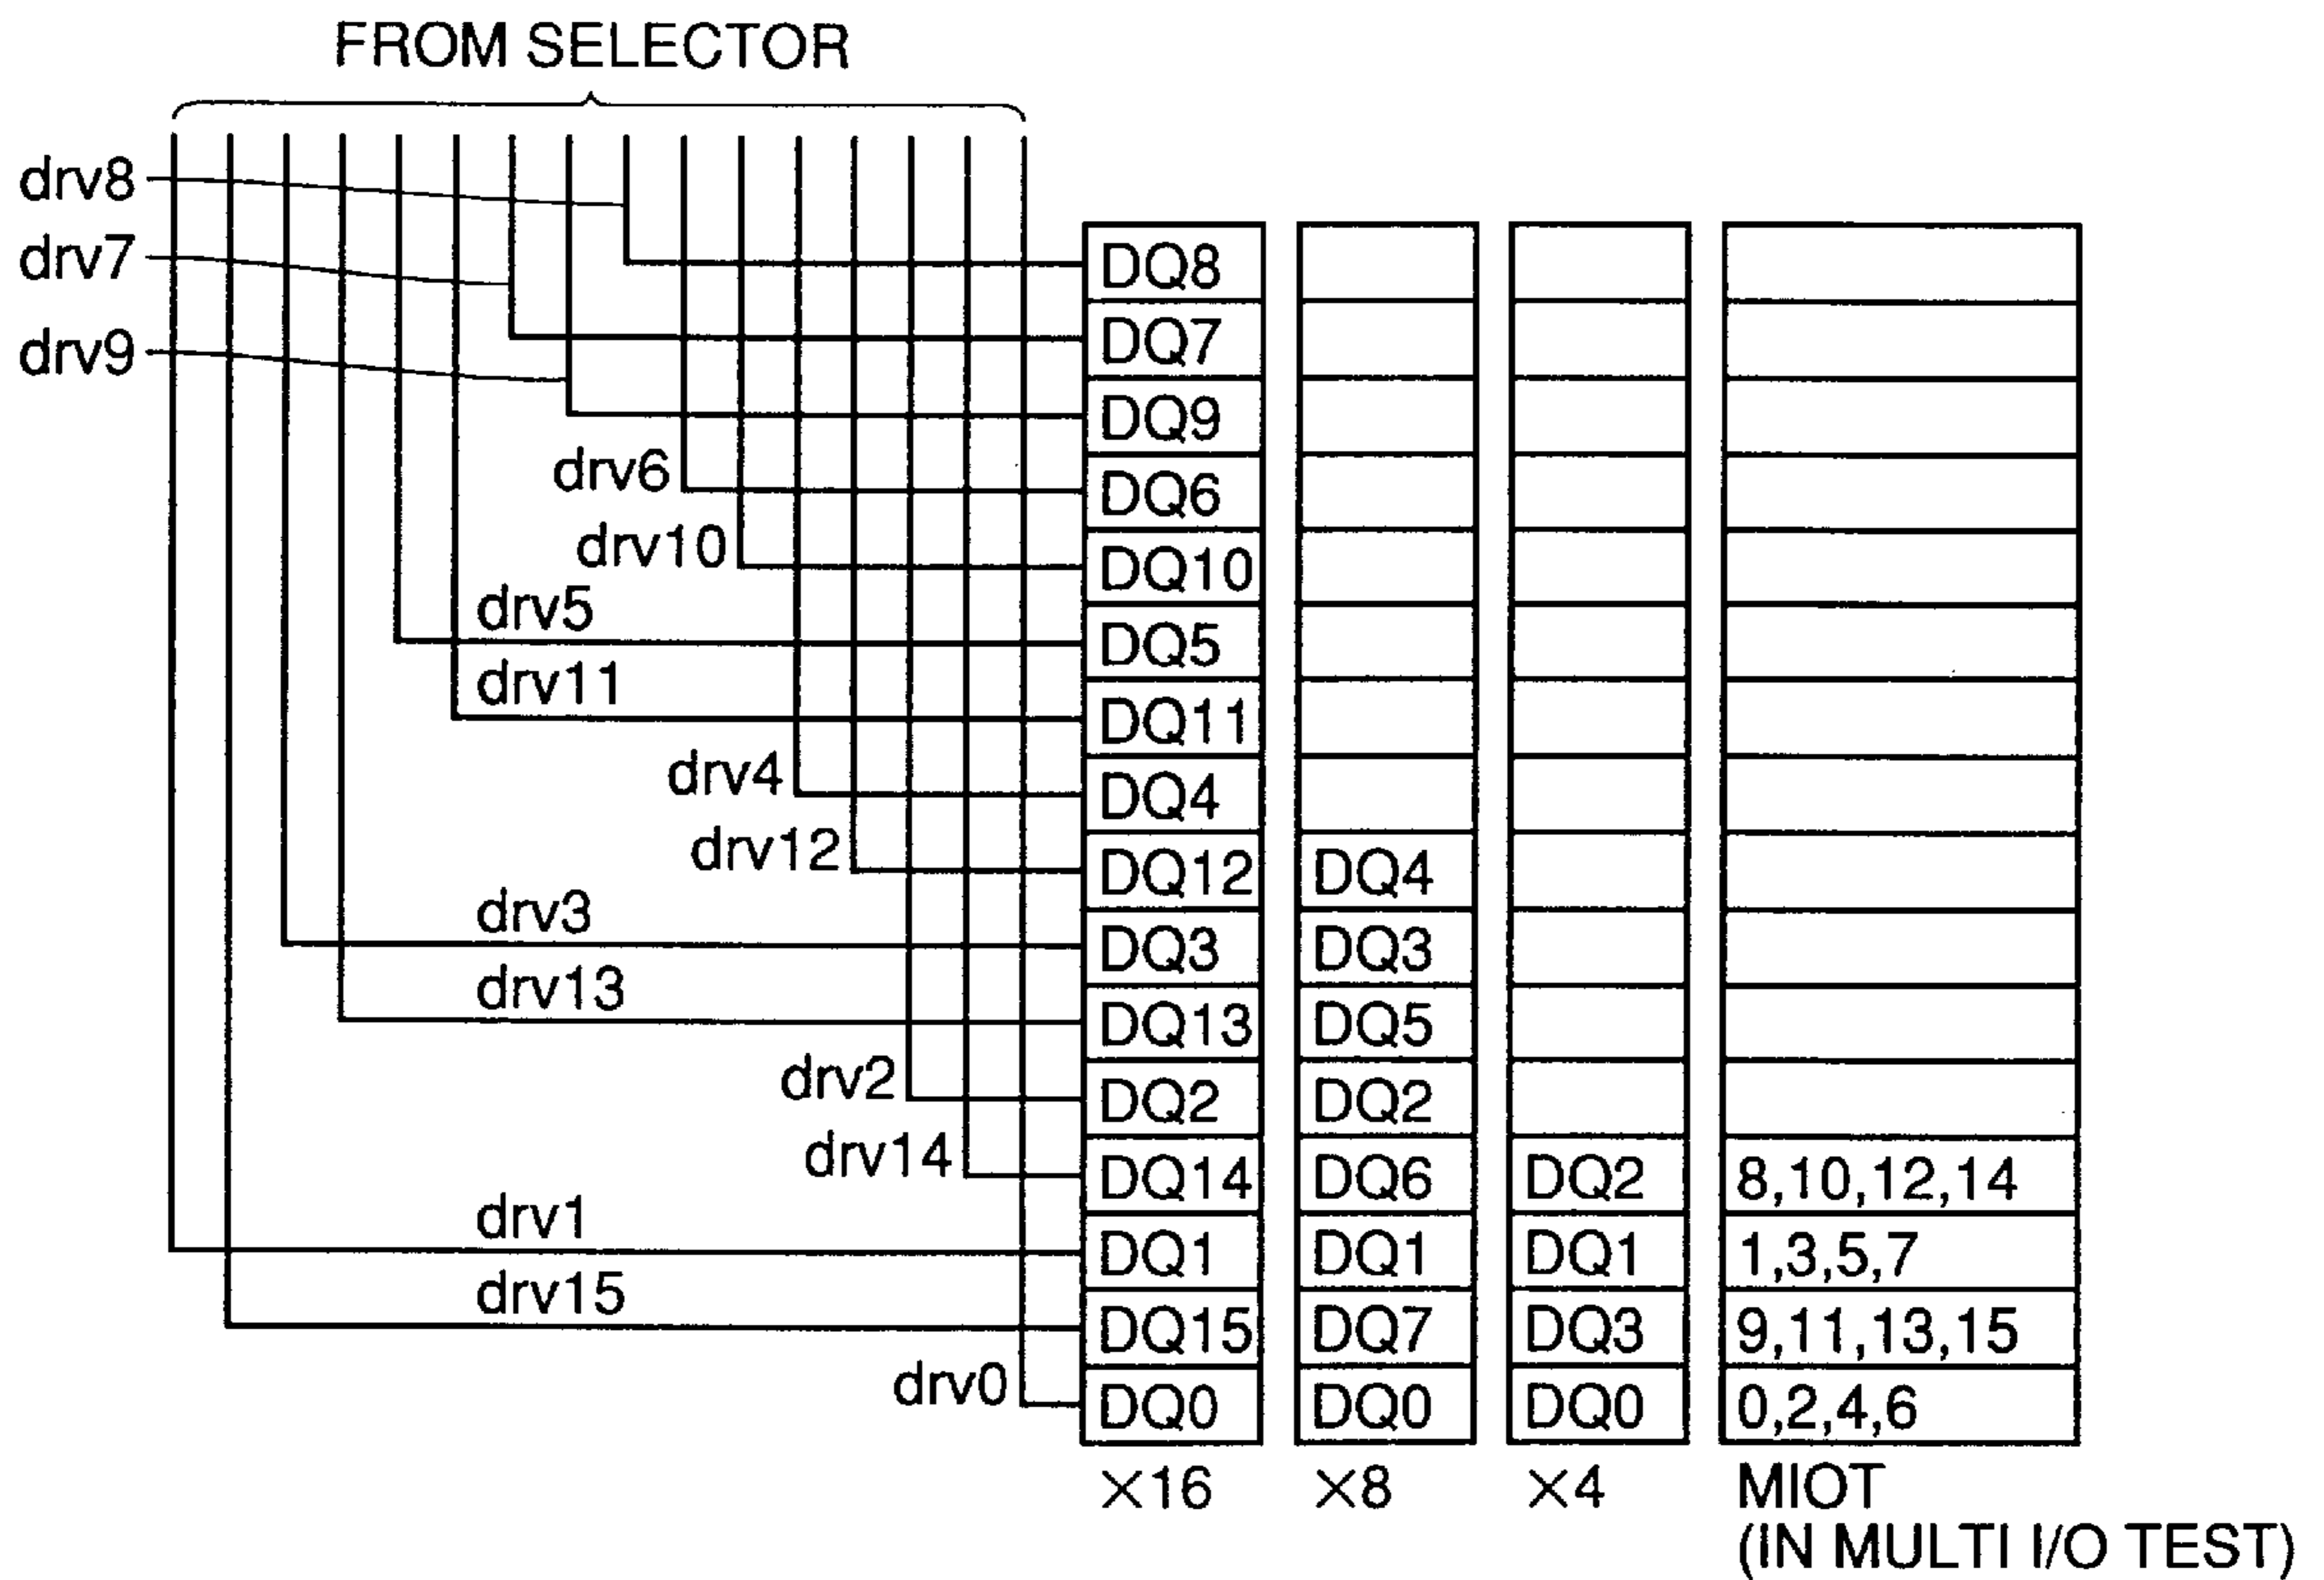 FROM SELECTOR
drv8
drv7
drv9
drv6
drv10
drv5
drv11
drv4
drv12
drv3
drv13
drv2
drv14
drv1
drv15
drv0
DQ8
DQ7
DQ9
DQ6
DQ10
DQ5
DQ11
DQ4
DQ12 DQ4
DQ3 DQ3
DQ13 DQ5
DQ2 DQ2
DQ14 DQ6 DQ2 8,10,12,14
DQ1 DQ1 DQ1 1,3,5,7
DQ15 DQ7 DQ3 9,11,13,15
DQ0 DQ0 DQ0 0,2,4,6
×16 ×8 ×4 MIOT
(IN MULTI I/O TEST)